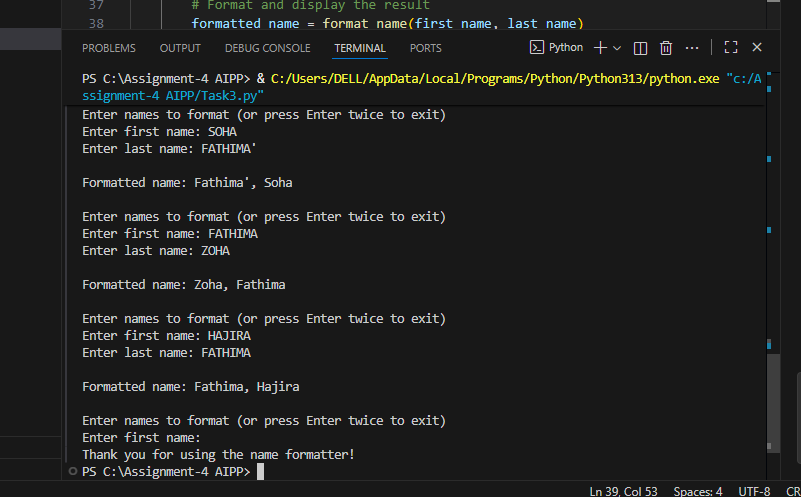 37 # Format and display the result
38 formatted_name = format_name(first_name, last_name)
PROBLEMS OUTPUT DEBUG CONSOLE TERMINAL PORTS Python
PS C:\Assignment-4 AIPP> & C:/Users/DELL/AppData/Local/Programs/Python/Python313/python.exe "c:/A
ssignment-4 AIPP/Task3.py"
Enter names to format (or press Enter twice to exit)
Enter first name: SOHA
Enter last name: FATHIMA'
Formatted name: Fathima', Soha
Enter names to format (or press Enter twice to exit)
Enter first name: FATHIMA
Enter last name: ZOHA
Formatted name: Zoha, Fathima
Enter names to format (or press Enter twice to exit)
Enter first name: HAJIRA
Enter last name: FATHIMA
Formatted name: Fathima, Hajira
Enter names to format (or press Enter twice to exit)
Enter first name:
Thank you for using the name formatter!
PS C:\Assignment-4 AIPP>
Ln 39, Col 53 Spaces: 4 UTF-8 CR